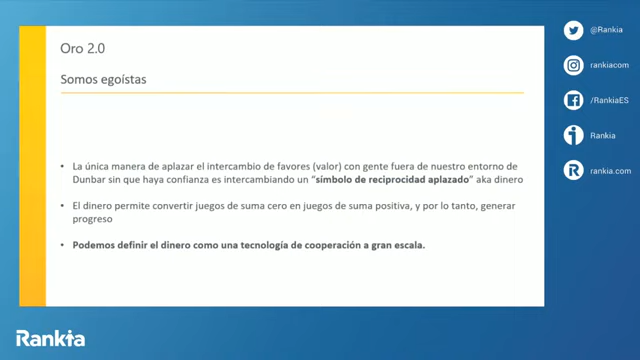 Oro 2.0
Somos egoístas
• La única manera de aplazar el intercambio de favores (valor) con gente fuera de nuestro entorno de
Dunbar sin que haya confianza es intercambiando un “símbolo de reciprocidad aplazado” aka dinero
• El dinero permite convertir juegos de suma cero en juegos de suma positiva, y por lo tanto, generar
progreso
• Podemos definir el dinero como una tecnología de cooperación a gran escala.
@Rankia
rankiacom
/RankiaES
Rankia
rankia.com
Rankia